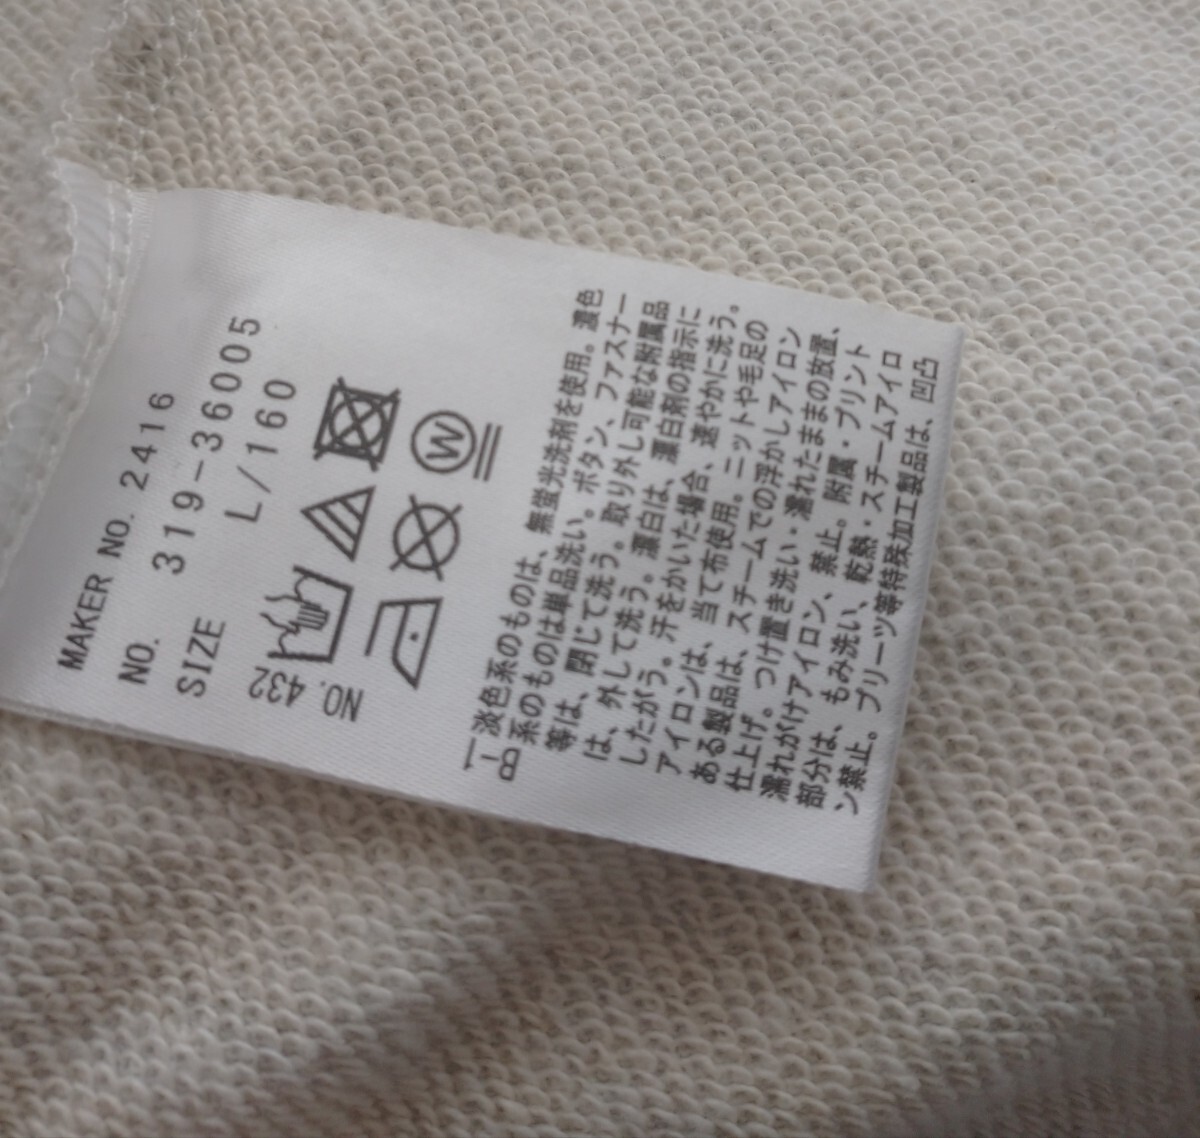 MAKER NO. 2416
NO. 319-36005
SIZE L/160
NO. 432
W
淡色系のものは、無蛍光洗剤を使用。濃色
系のものは単品洗い。ボタン、ファスナー
等は、閉じて洗う。取り外し可能な附属品
は、外して洗う。漂白は、漂白剤の指示に
したがう。汗をかいた場合、速やかに洗う。
アイロンは、当て布使用。ニットや毛足の
ある製品は、スチームでの浮かしアイロン
仕上げ。つけ置き洗い・濡れたままの放置、
濡れがけアイロン、禁止。附属・プリント
部分は、もみ洗い、乾熱・スチームアイロ
ン禁止。プリーツ等特殊加工製品は、凹凸